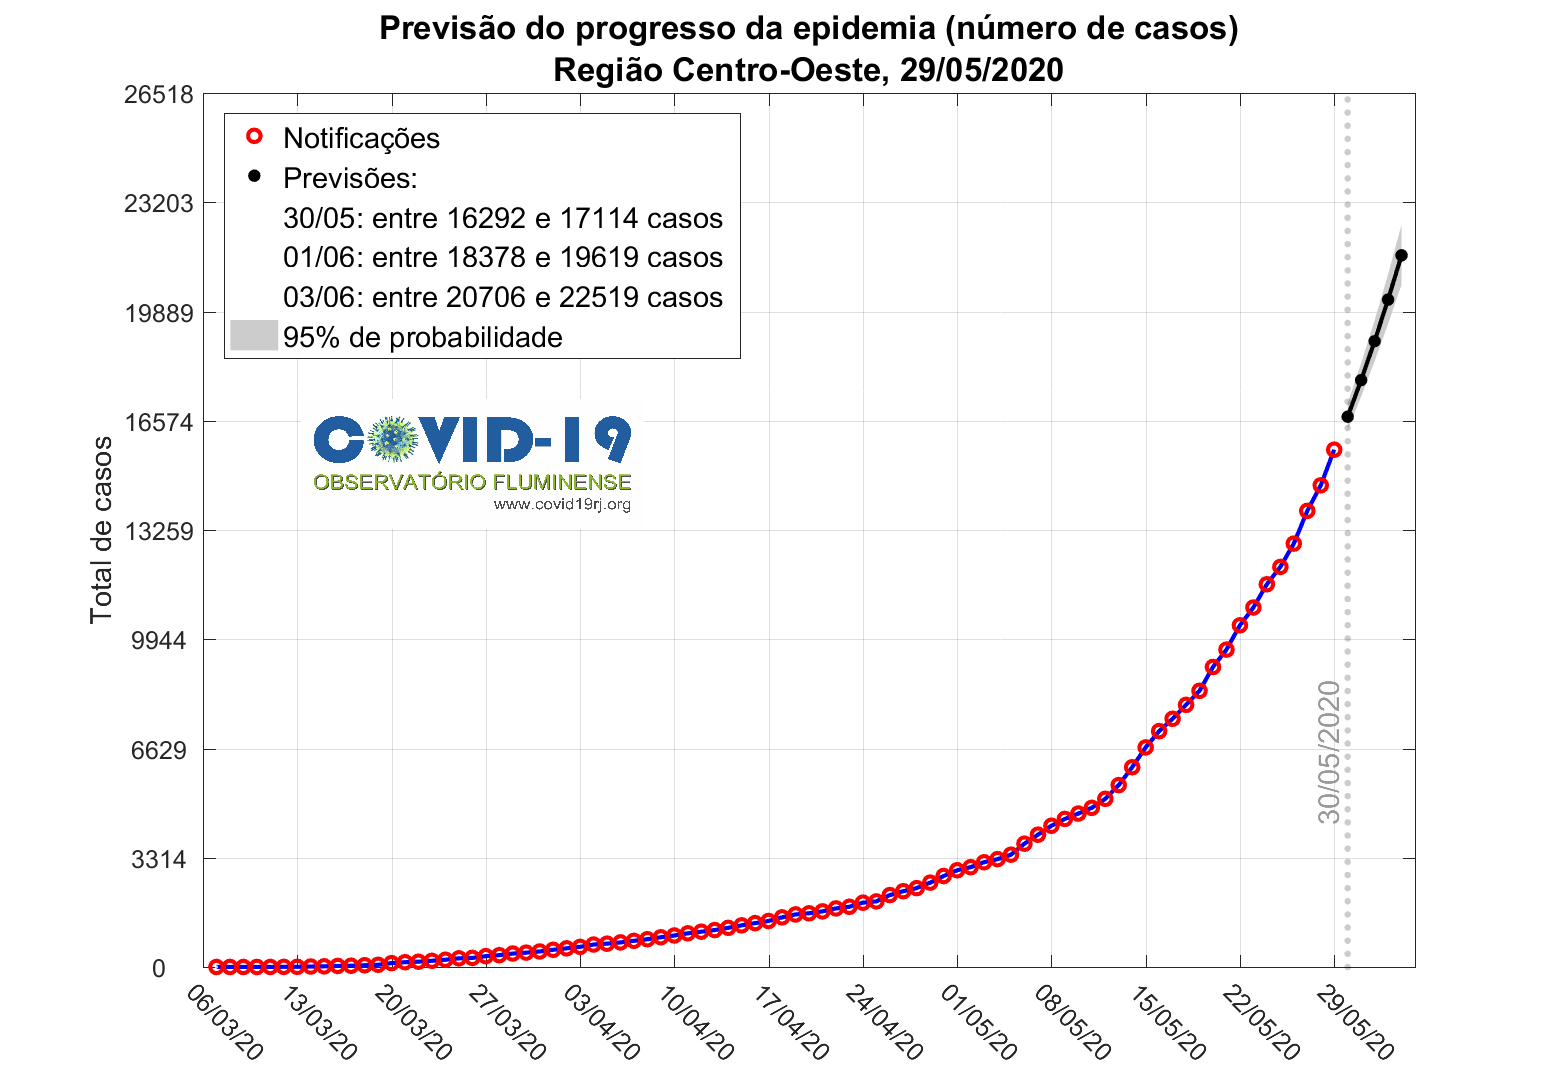 Previsão do progresso da epidemia (número de casos)
Região Centro-Oeste, 29/05/2020
26518
23203
19889
16574
13259
9944
6629
3314
0
Total de casos
Notificações
Previsões:
30/05: entre 16292 e 17114 casos
01/06: entre 18378 e 19619 casos
03/06: entre 20706 e 22519 casos
95% de probabilidade
COVID-19
OBSERVATÓRIO FLUMINENSE
www.covid19rj.org
30/05/2020
06/03/20
13/03/20
20/03/20
27/03/20
03/04/20
10/04/20
17/04/20
24/04/20
01/05/20
08/05/20
15/05/20
22/05/20
29/05/20